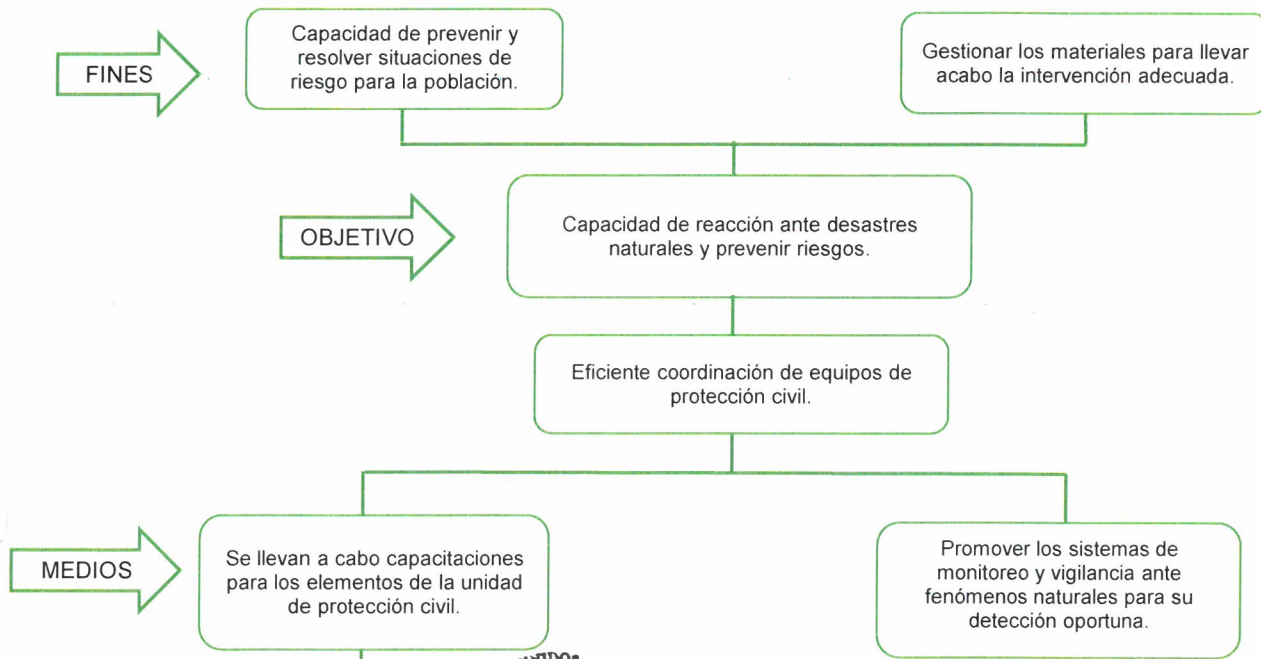 FINES
Capacidad de prevenir y
resolver situaciones de
riesgo para la población.
Gestionar los materiales para llevar
acabo la intervención adecuada.
OBJETIVO
Capacidad de reacción ante desastres
naturales y prevenir riesgos.
Eficiente coordinación de equipos de
protección civil.
MEDIOS
Se llevan a cabo capacitaciones
para los elementos de la unidad
de protección civil.
Promover los sistemas de
monitoreo y vigilancia ante
fenómenos naturales para su
detección oportuna.